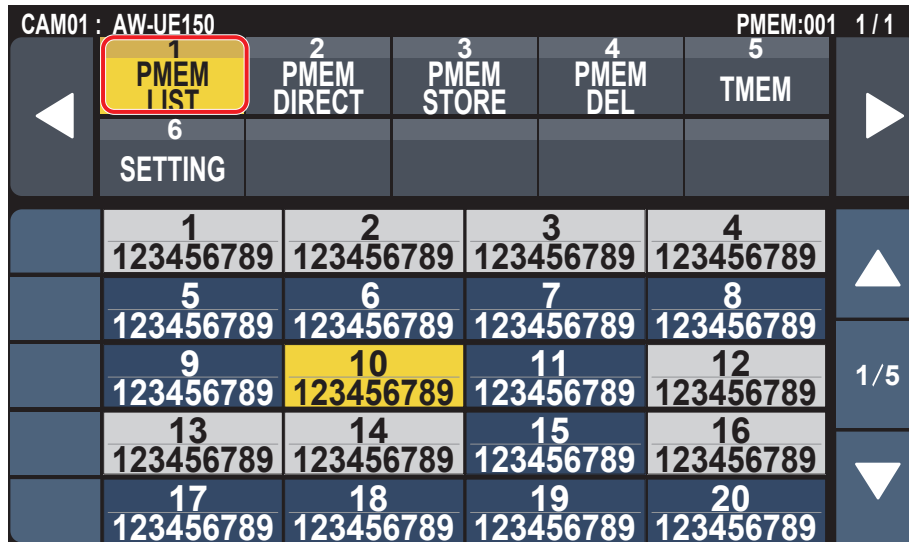 CAM01 : AW-UE150 PMEM:001 1 / 1
1 2 3 4 5
PMEM LIST PMEM DIRECT PMEM STORE PMEM DEL TMEM
6
SETTING
1 2 3 4
123456789 123456789 123456789 123456789
5 6 7 8
123456789 123456789 123456789 123456789
9 10 11 12
123456789 123456789 123456789 123456789
1/5
13 14 15 16
123456789 123456789 123456789 123456789
17 18 19 20
123456789 123456789 123456789 123456789